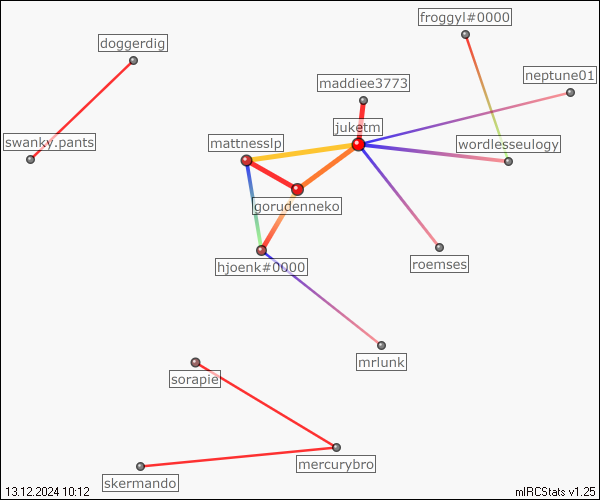 froggyl#0000
doggerdig
neptune01
maddiee3773
juketm
swanky.pants
mattnesslp
wordlesseulogy
gorudenneko
hjoenk#0000
roemses
mrlunk
sorapie
mercurybro
skermando
13.12.2024 10:12
mIRCStats v1.25